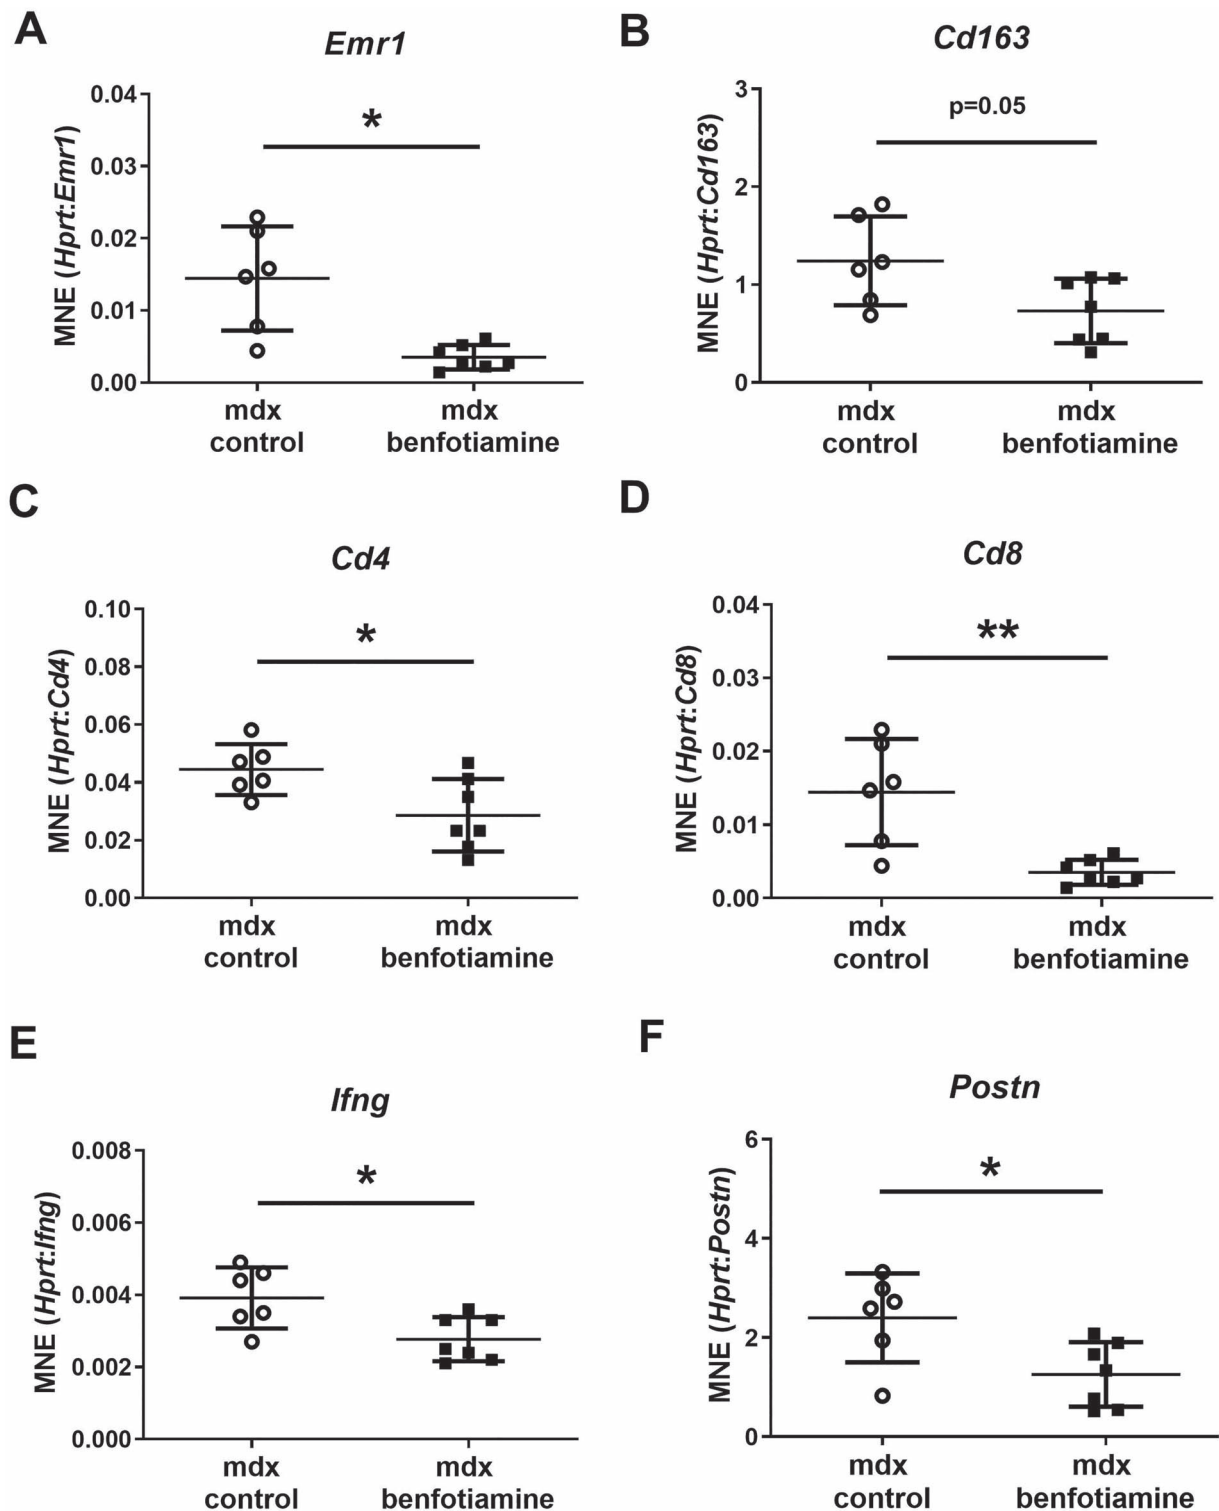 A
Emr1
MNE (Hprt:Emr1)
0.04
0.03
0.02
0.01
0.00
*
mdx
control
mdx
benfotiamine
B
Cd163
MNE (Hprt:Cd163)
3
2
1
0
p=0.05
mdx
control
mdx
benfotiamine
C
Cd4
MNE (Hprt:Cd4)
0.10
0.08
0.06
0.04
0.02
0.00
*
mdx
control
mdx
benfotiamine
D
Cd8
MNE (Hprt:Cd8)
0.04
0.03
0.02
0.01
0.00
**
mdx
control
mdx
benfotiamine
E
Ifng
MNE (Hprt:Ifng)
0.008
0.006
0.004
0.002
0.000
*
mdx
control
mdx
benfotiamine
F
Postn
MNE (Hprt:Postn)
6
4
2
0
*
mdx
control
mdx
benfotiamine